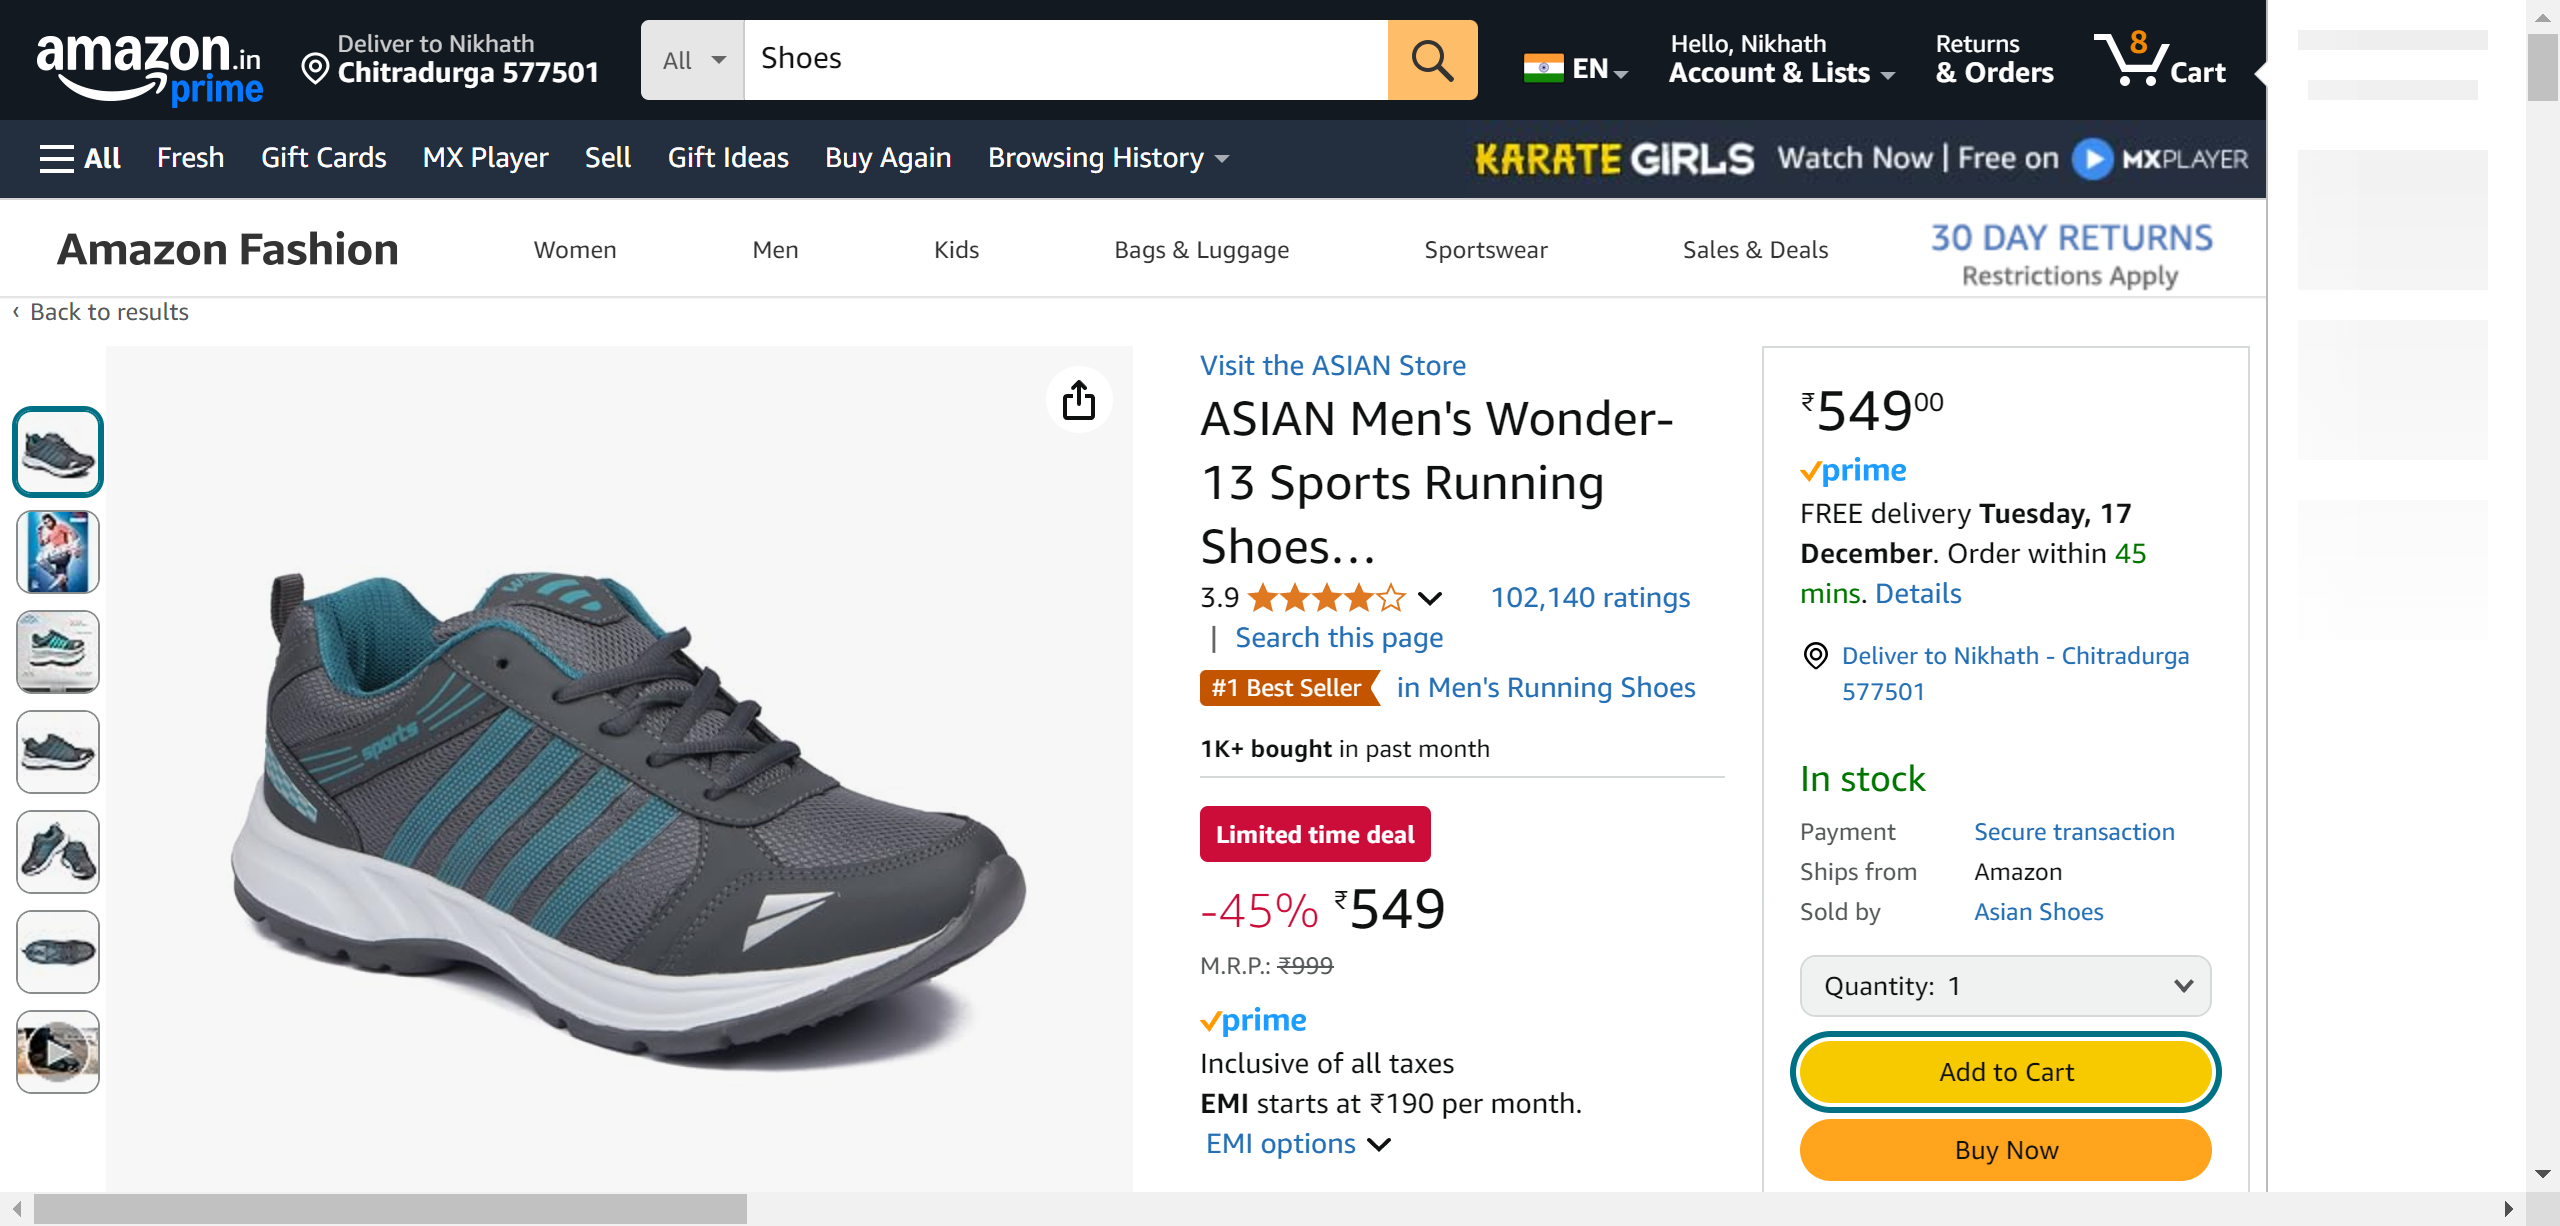 amazon.in
prime
Deliver to Nikhath
Chitradurga 577501
All
Shoes
EN
Hello, Nikhath
Account & Lists
Returns
& Orders
8
Cart
All
Fresh
Gift Cards
MX Player
Sell
Gift Ideas
Buy Again
Browsing History
KARATE GIRLS Watch Now | Free on MXPLAYER
Amazon Fashion
Women
Men
Kids
Bags & Luggage
Sportswear
Sales & Deals
30 DAY RETURNS
Restrictions Apply
‹ Back to results
sports
Visit the ASIAN Store
ASIAN Men's Wonder-
13 Sports Running
Shoes...
3.9
102,140 ratings
| Search this page
#1 Best Seller in Men's Running Shoes
1K+ bought in past month
Limited time deal
-45% ₹549
M.R.P.: ₹999
prime
Inclusive of all taxes
EMI starts at ₹190 per month.
EMI options
₹54900
prime
FREE delivery Tuesday, 17
December. Order within 45
mins. Details
Deliver to Nikhath - Chitradurga
577501
In stock
Payment Secure transaction
Ships from Amazon
Sold by Asian Shoes
Quantity: 1
Add to Cart
Buy Now